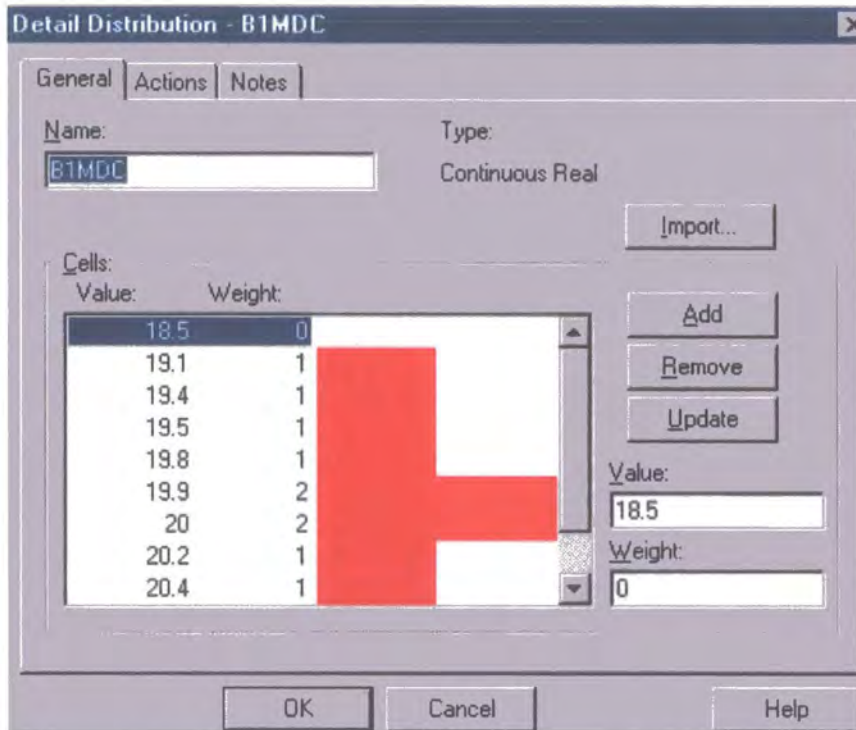 Detail Distribution - B1MDC
General Actions Notes
Name: Type:
B1MDC Continuous Real
Import...
Cells:
Value: Weight:
18.5 0
19.1 1
19.4 1
19.5 1
19.8 1
19.9 2
20 2
20.2 1
20.4 1
Add
Remove
Update
Value:
18.5
Weight:
0
OK Cancel Help